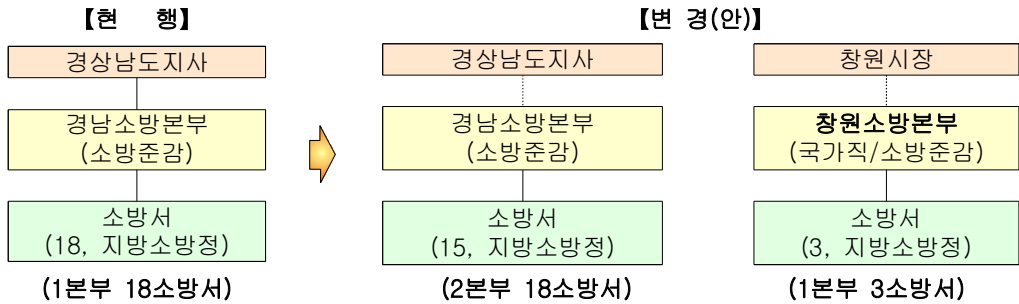 【현 행】
경상남도지사
경남소방본부
(소방준감)
소방서
(18, 지방소방정)
(1본부 18소방서)
【변 경(안)】
경상남도지사
경남소방본부
(소방준감)
소방서
(15, 지방소방정)
(2본부 18소방서)
창원시장
창원소방본부
(국가직/소방준감)
소방서
(3, 지방소방정)
(1본부 3소방서)